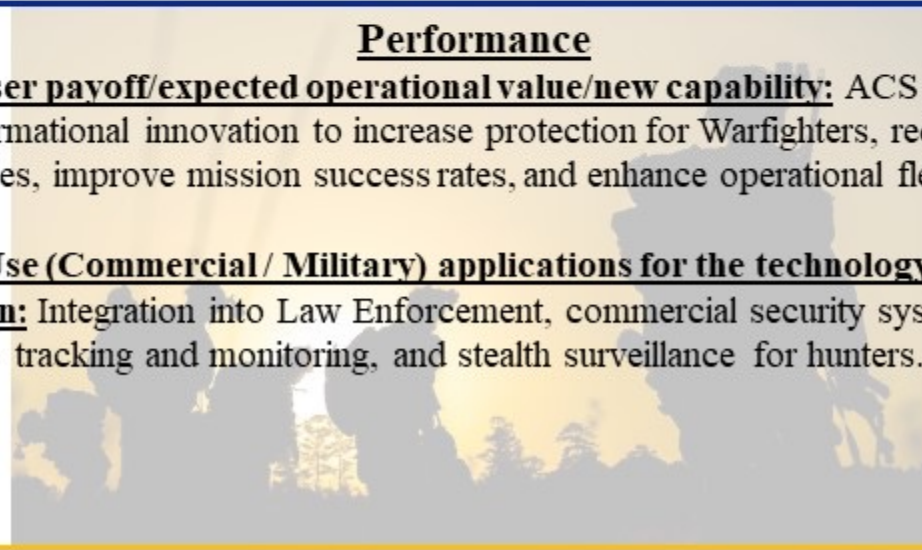 Performance
ser payoff/expected operational value/new capability: ACS
rmational innovation to increase protection for Warfighters, re
es, improve mission success rates, and enhance operational fle
Use (Commercial / Military) applications for the technology
n: Integration into Law Enforcement, commercial security sys
tracking and monitoring, and stealth surveillance for hunters.